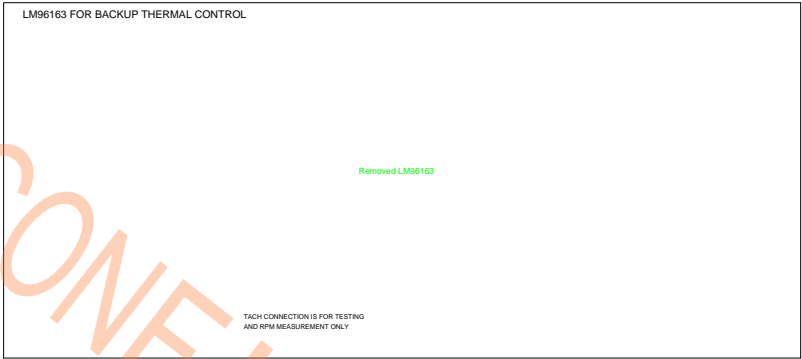 LM96163 FOR BACKUP THERMAL CONTROL
Removed LM96163
TACH CONNECTION IS FOR TESTING
AND RPM MEASUREMENT ONLY